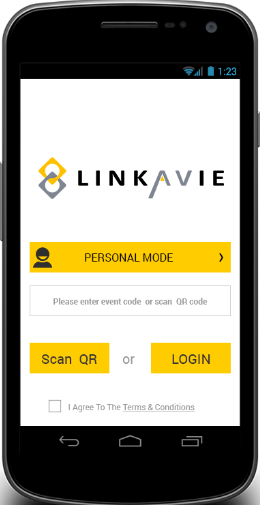 1:23
LINKAVIE
PERSONAL MODE
Please enter event code or scan QR code
Scan QR or LOGIN
I Agree To The Terms & Conditions